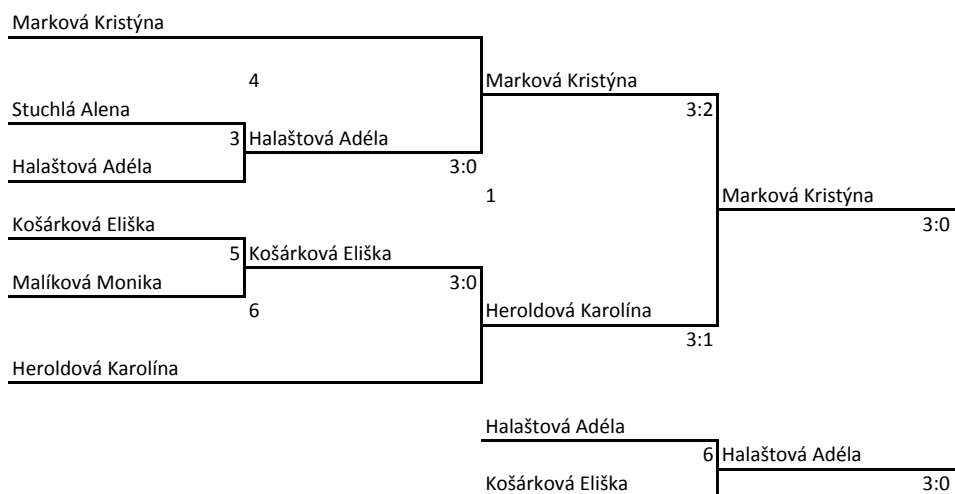 Marková Kristýna
4
Marková Kristýna
Stuchlá Alena
3:2
3 Halaštová Adéla
Halaštová Adéla
3:0
1
Marková Kristýna
Košárková Eliška
3:0
5 Košárková Eliška
Malíková Monika
3:0
6
Heroldová Karolína
3:1
Heroldová Karolína
Halaštová Adéla
6 Halaštová Adéla
Košárková Eliška
3:0